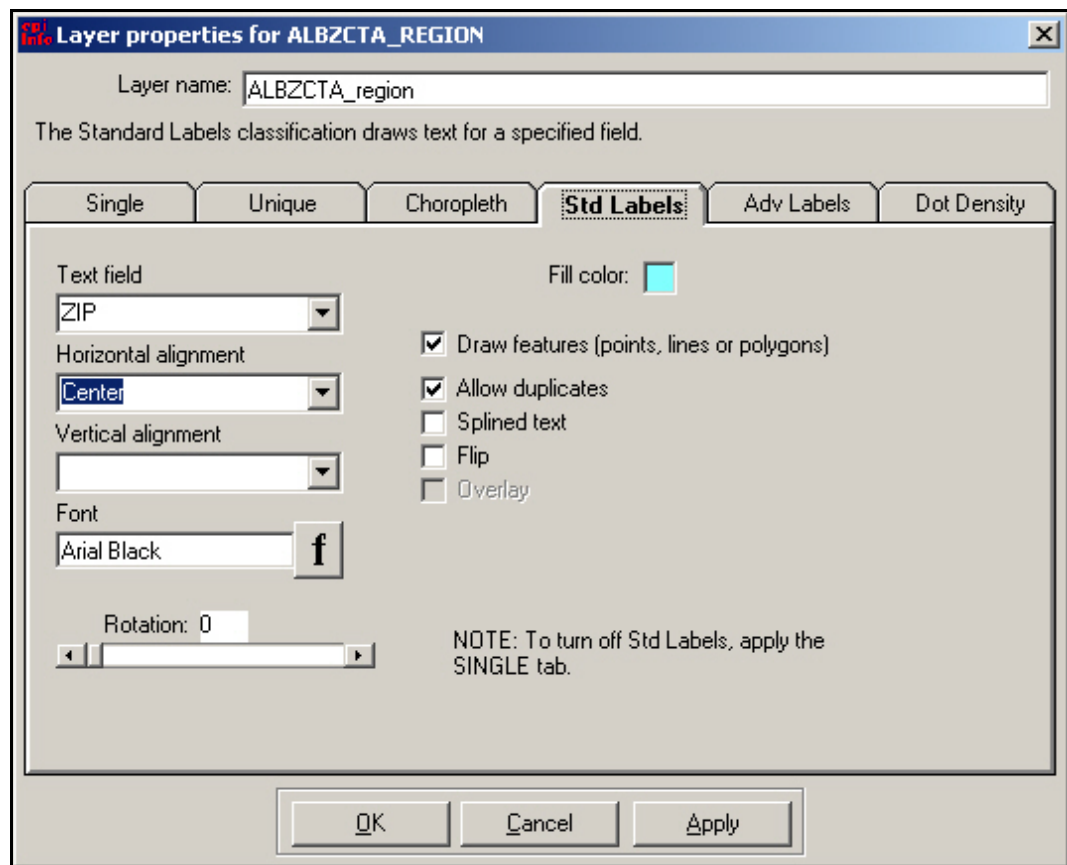 epi info Layer properties for ALBZCTA_REGION
Layer name: ALBZCTA_region
The Standard Labels classification draws text for a specified field.
Single Unique Choropleth Std Labels Adv Labels Dot Density
Text field
ZIP
Horizontal alignment
Center
Vertical alignment
Font
Arial Black f
Rotation: 0
Fill color:
Draw features (points, lines or polygons)
Allow duplicates
Splined text
Flip
Overlay
NOTE: To turn off Std Labels, apply the
SINGLE tab.
OK Cancel Apply